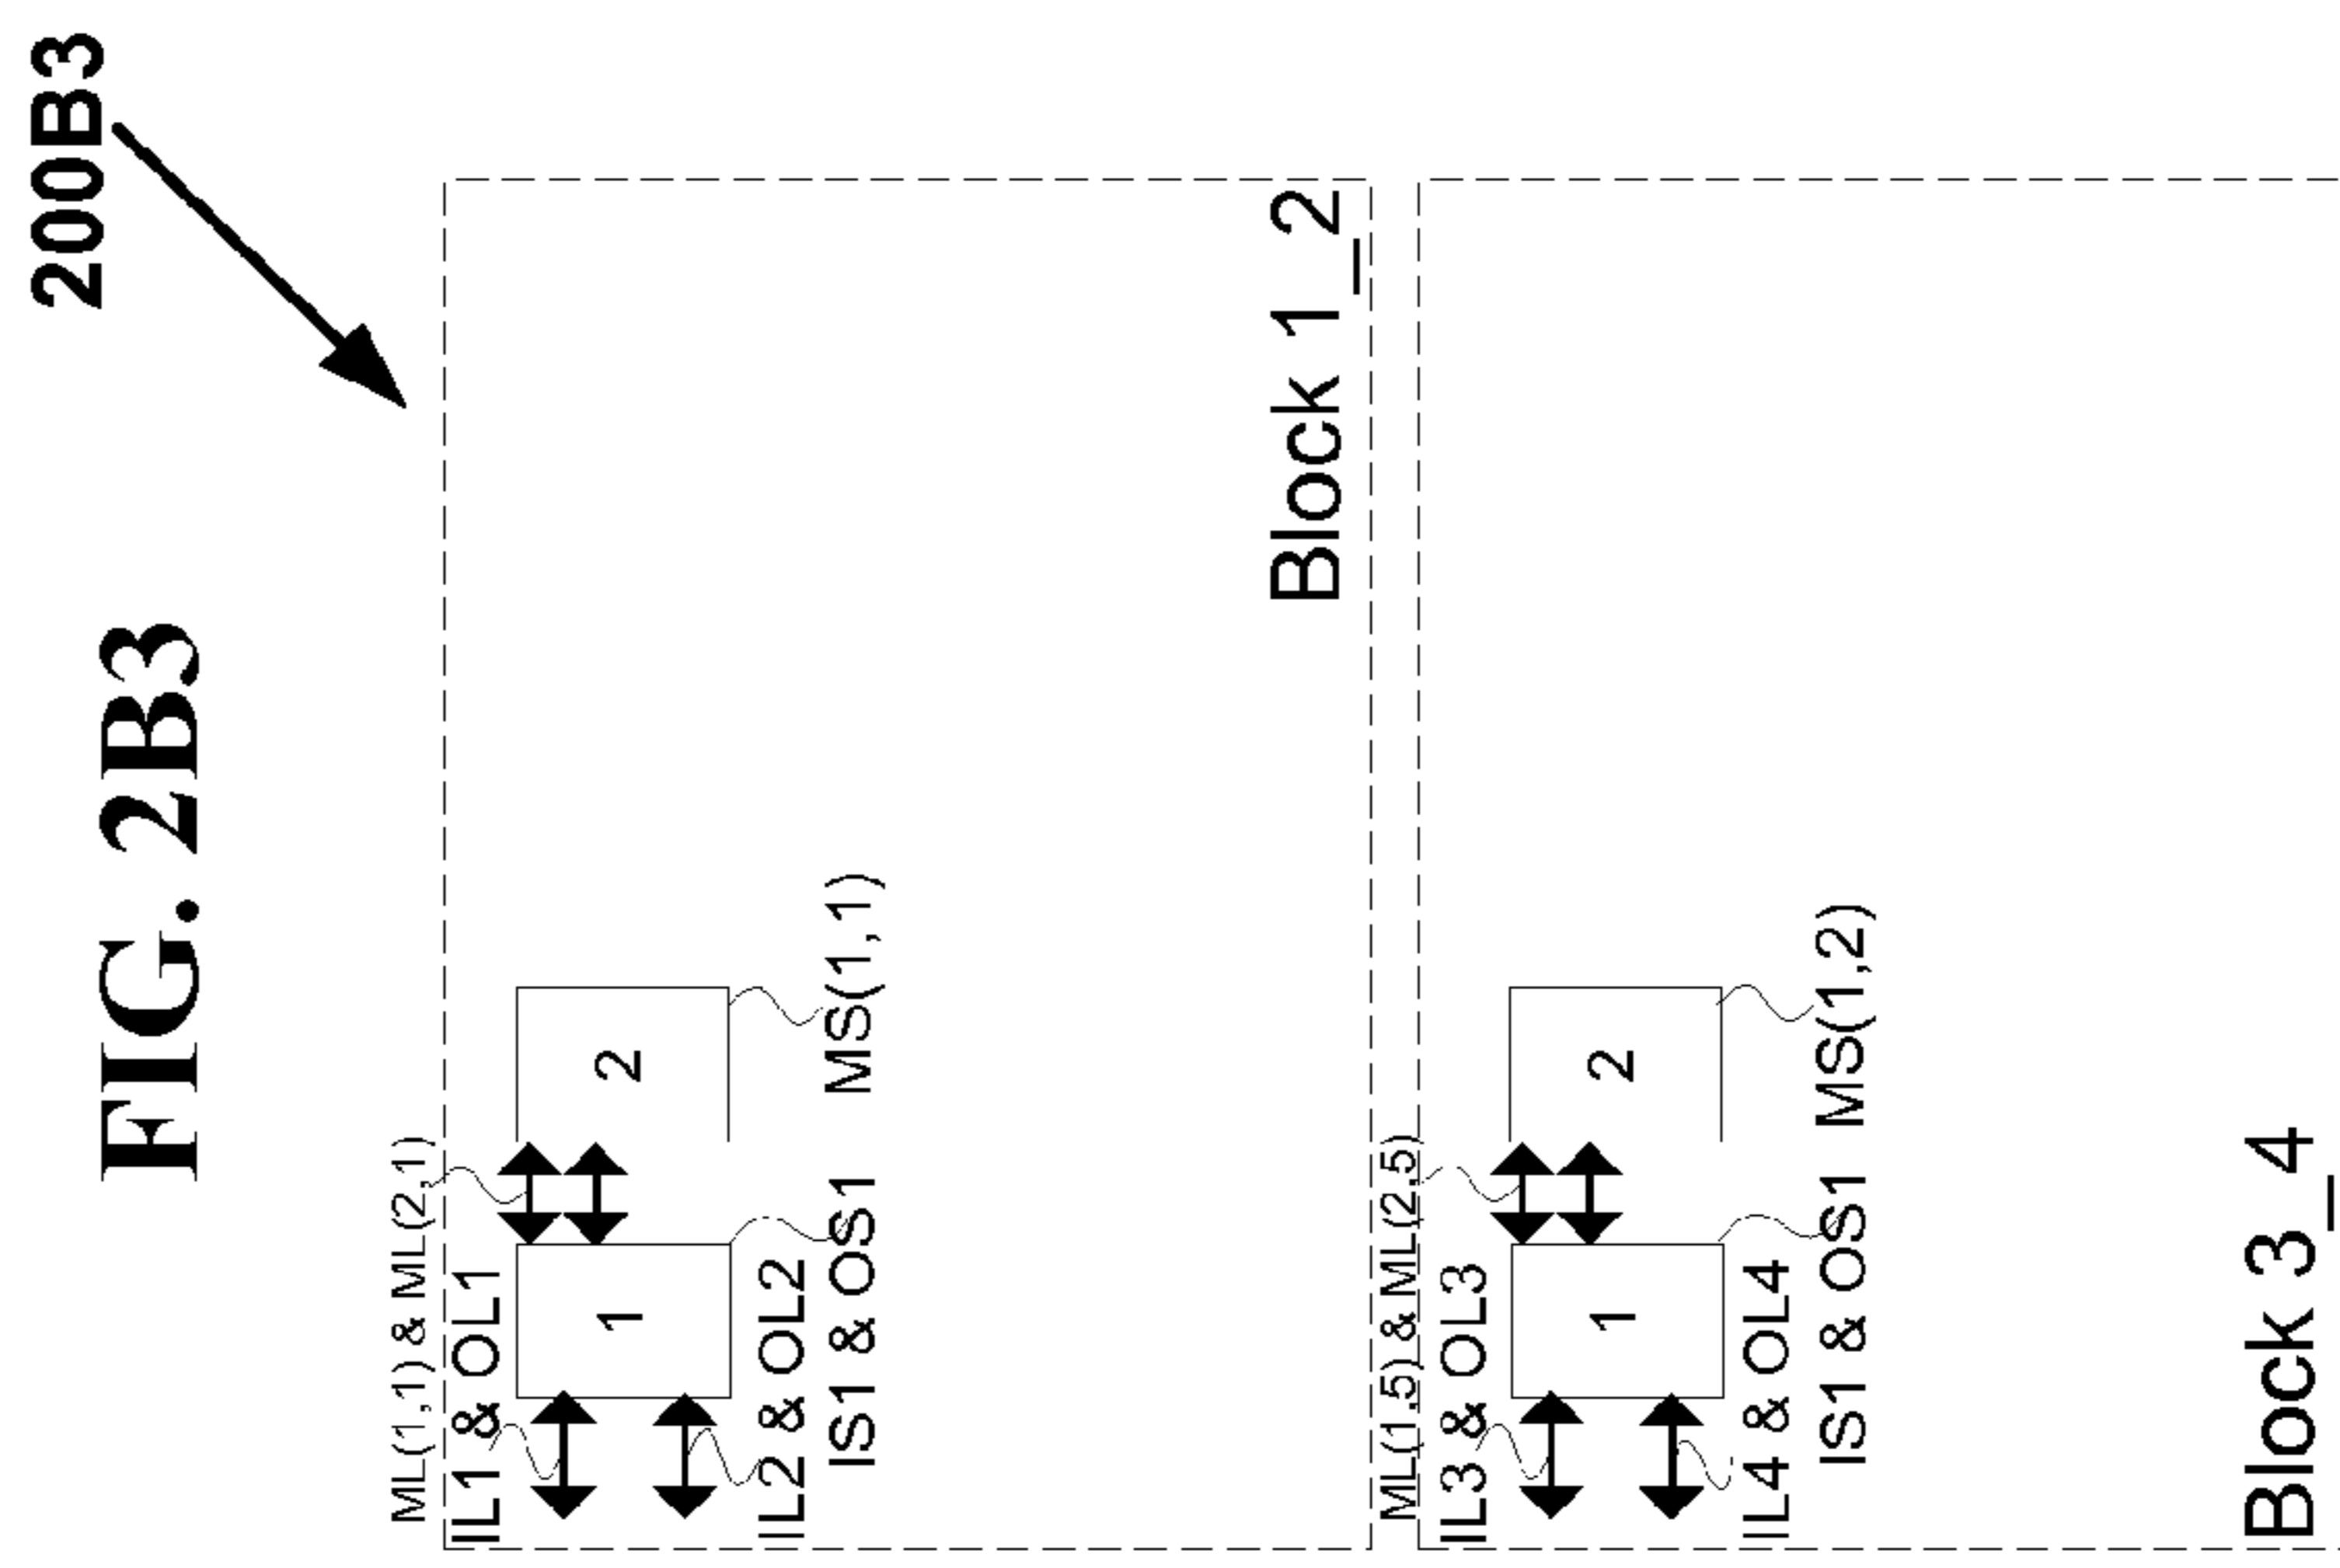 FIG. 2B3
200B3
ML(1,1) & ML(2,1)
IL1 & OL1
1
2
IL2 & OL2
MS(1,1)
IS1 & OS1
Block 1_2
ML(1,5) & ML(2,5)
IL3 & OL3
1
2
IL4 & OL4
IS1 & OS1
MS(1,2)
Block 3_4